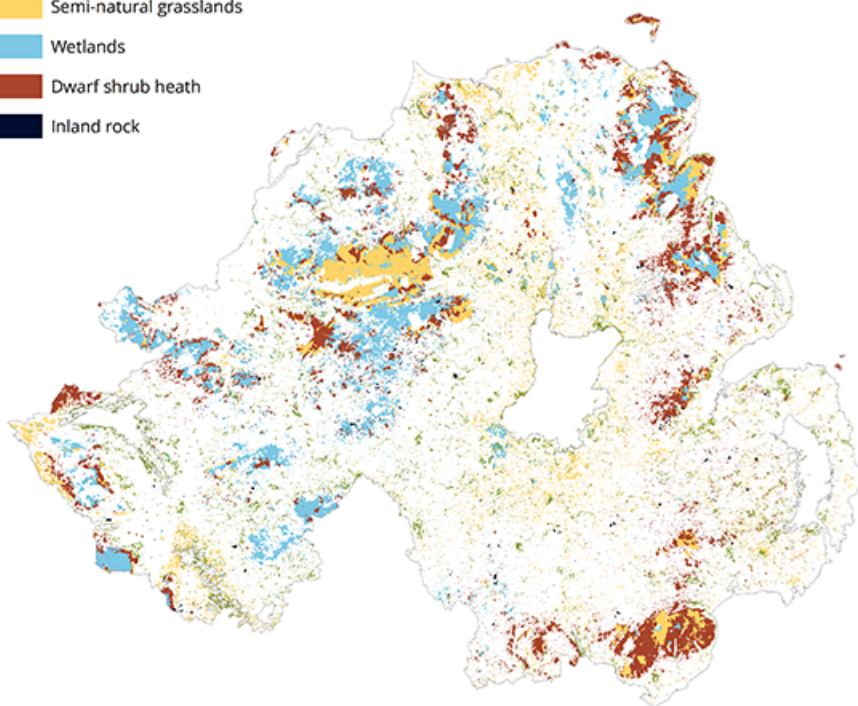 Semi-natural grasslands
Wetlands
Dwarf shrub heath
Inland rock